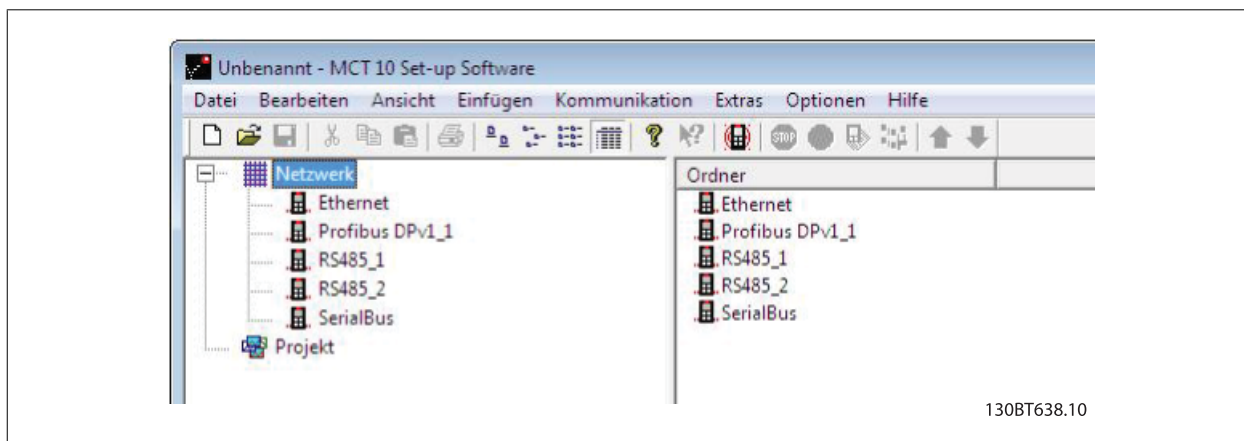 Unbenannt - MCT 10 Set-up Software
Datei Bearbeiten Ansicht Einfügen Kommunikation Extras Optionen Hilfe
STOP
Netzwerk
Ethernet
Profibus DPv1_1
RS485_1
RS485_2
SerialBus
Projekt
Ordner
Ethernet
Profibus DPv1_1
RS485_1
RS485_2
SerialBus
130BT638.10